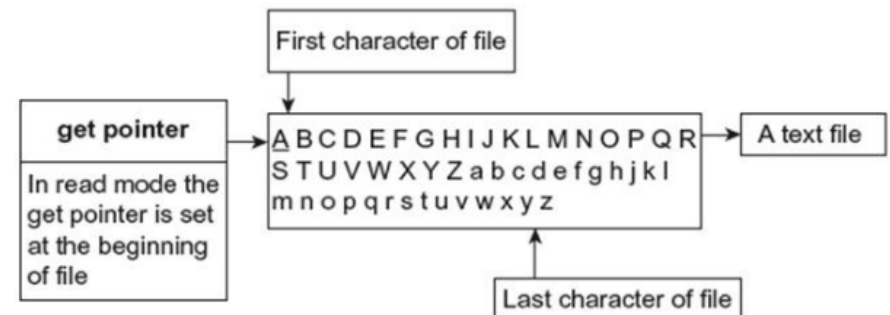 First character of file
get pointer
In read mode the
get pointer is set
at the beginning
of file
A B C D E F G H I J K L M N O P Q R
S T U V W X Y Z a b c d e f g h j k l
m n o p q r s t u v w x y z
A text file
Last character of file